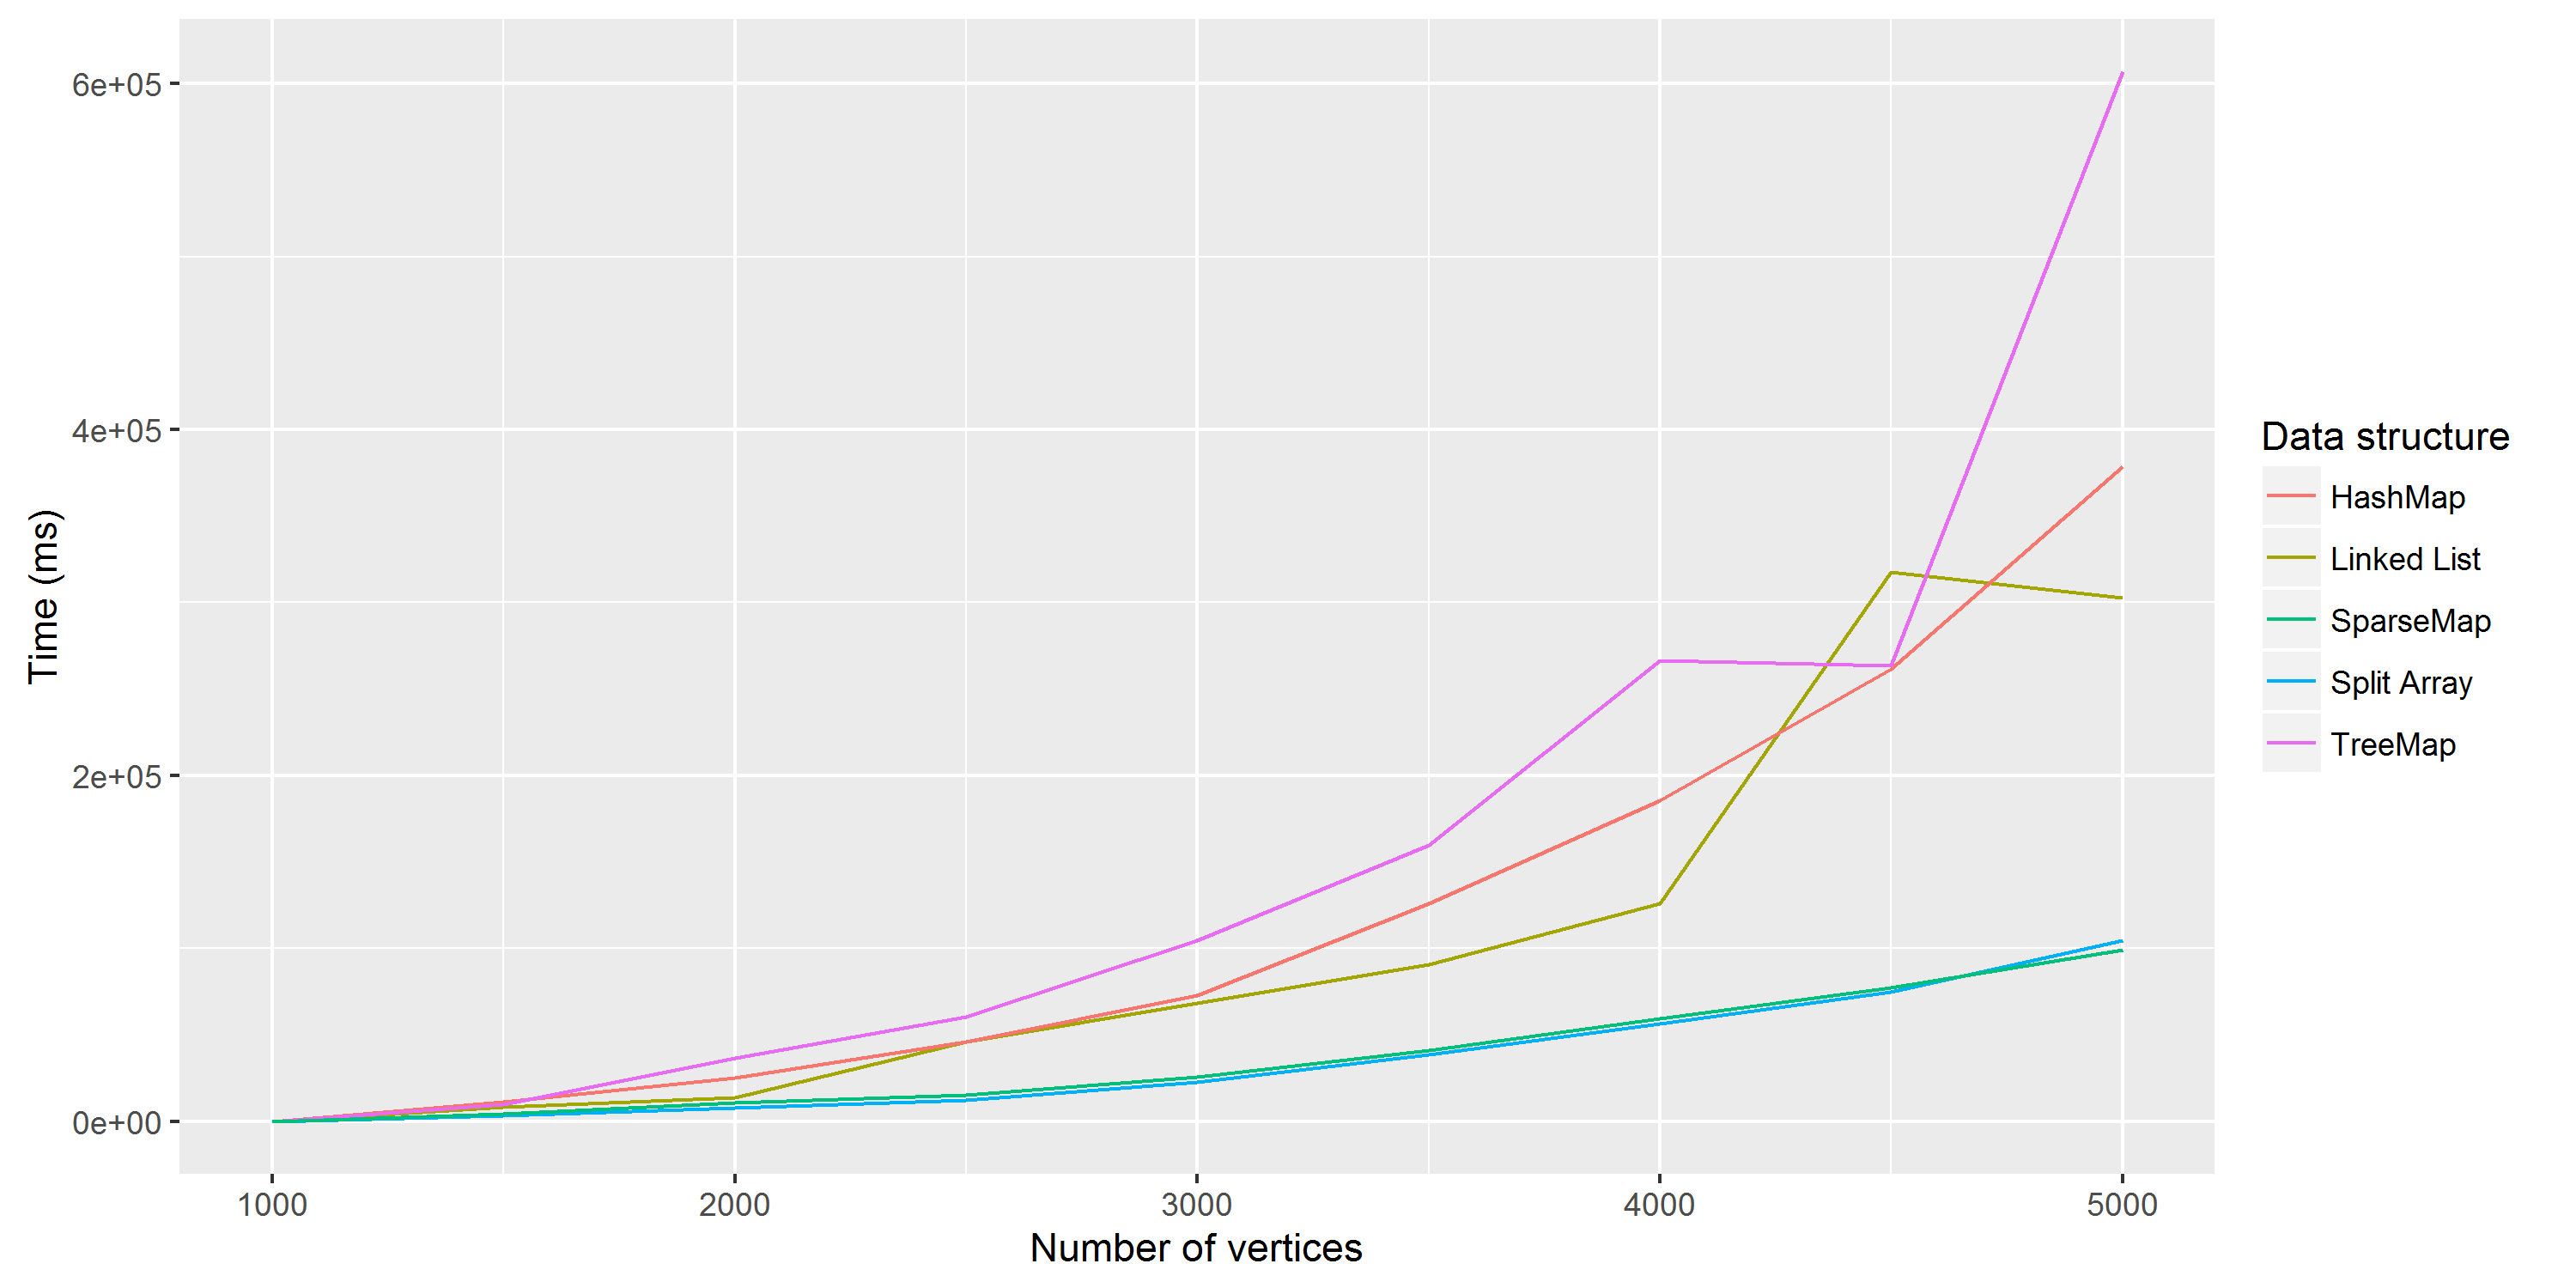 6e+05
4e+05
2e+05
0e+00
Time (ms)
1000 2000 3000 4000 5000
Number of vertices
Data structure
HashMap
Linked List
SparseMap
Split Array
TreeMap